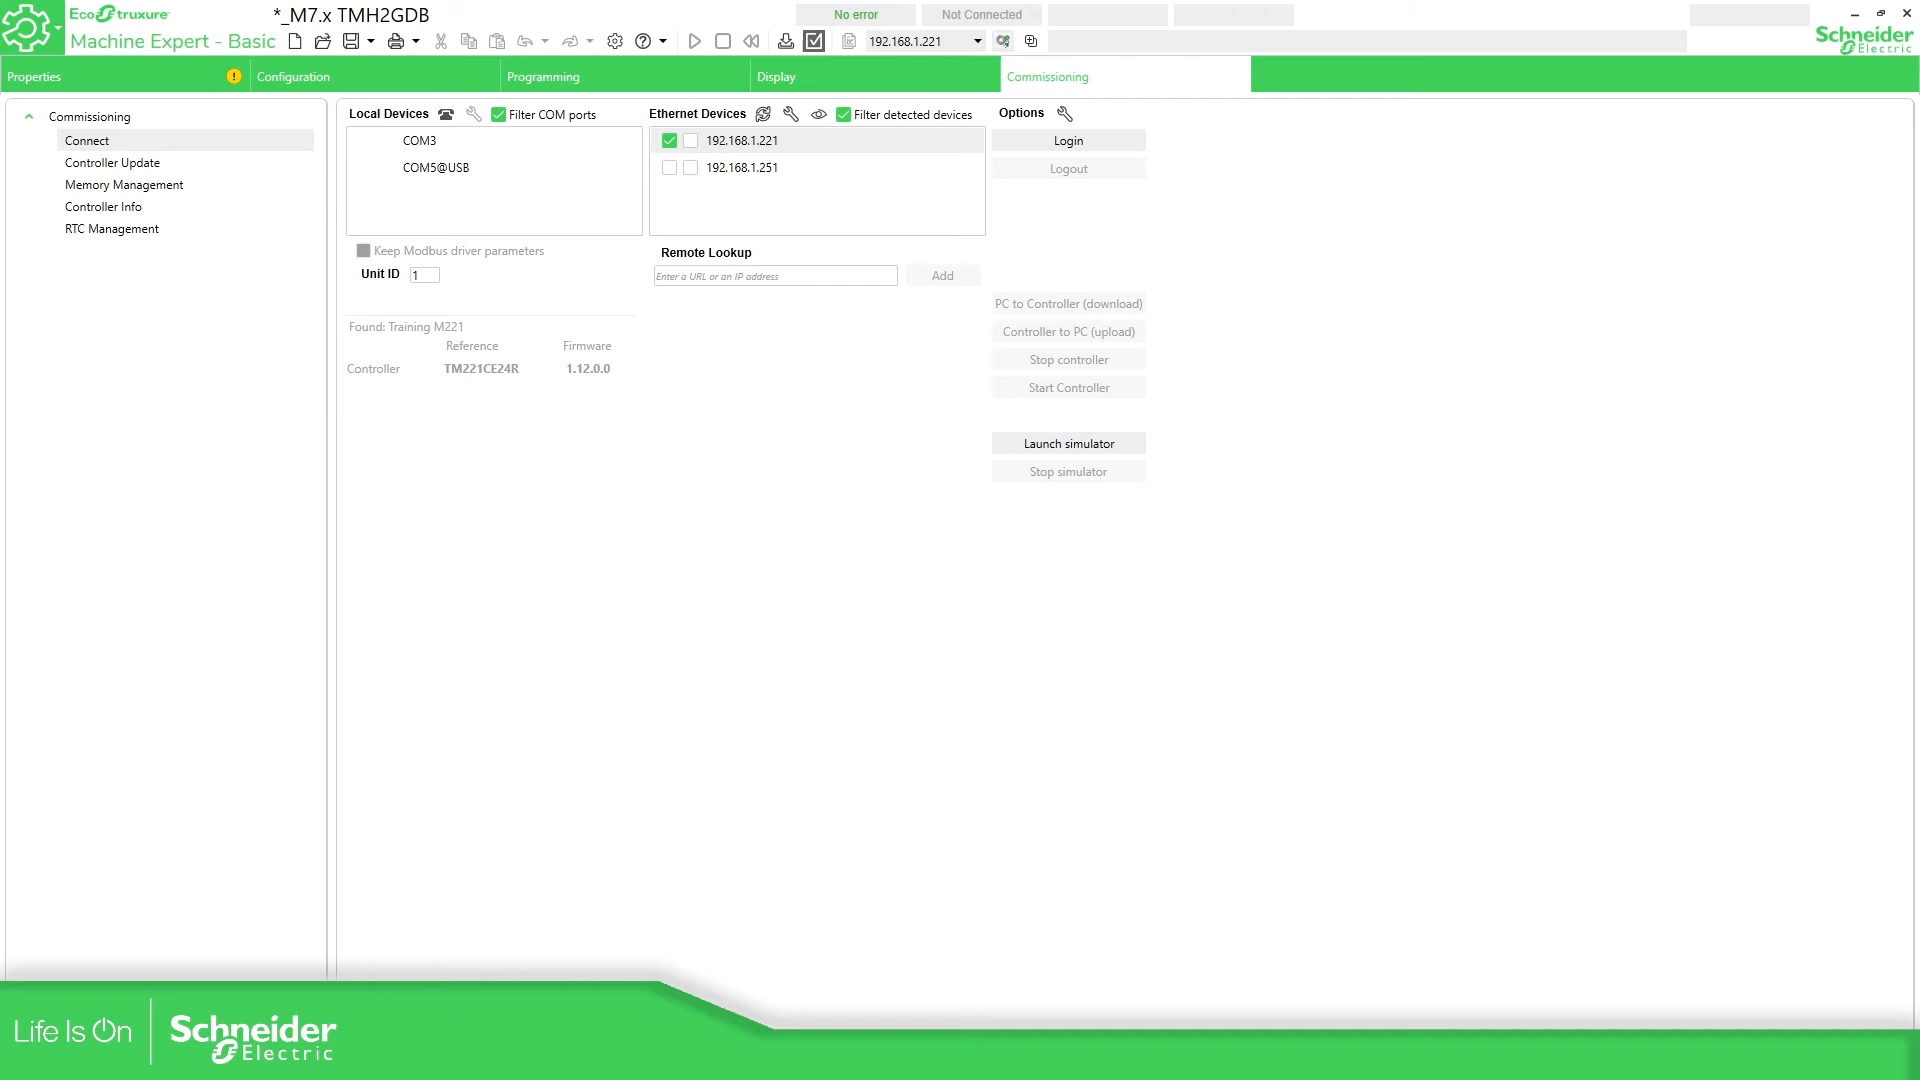 EcoStruxure
*_M7.x TMH2GDB
No error
Not Connected
Machine Expert - Basic
192.168.1.221
Schneider
Electric
Properties
Configuration
Programming
Display
Commissioning
Commissioning
Connect
Controller Update
Memory Management
Controller Info
RTC Management
Local Devices
Filter COM ports
COM3
COM5@USB
Keep Modbus driver parameters
Unit ID 1
Found: Training M221
Reference Firmware
Controller TM221CE24R 1.12.0.0
Ethernet Devices
Filter detected devices
192.168.1.221
192.168.1.251
Remote Lookup
Enter a URL or an IP address
Add
Options
Login
Logout
PC to Controller (download)
Controller to PC (upload)
Stop controller
Start Controller
Launch simulator
Stop simulator
Life Is On
Schneider
Electric